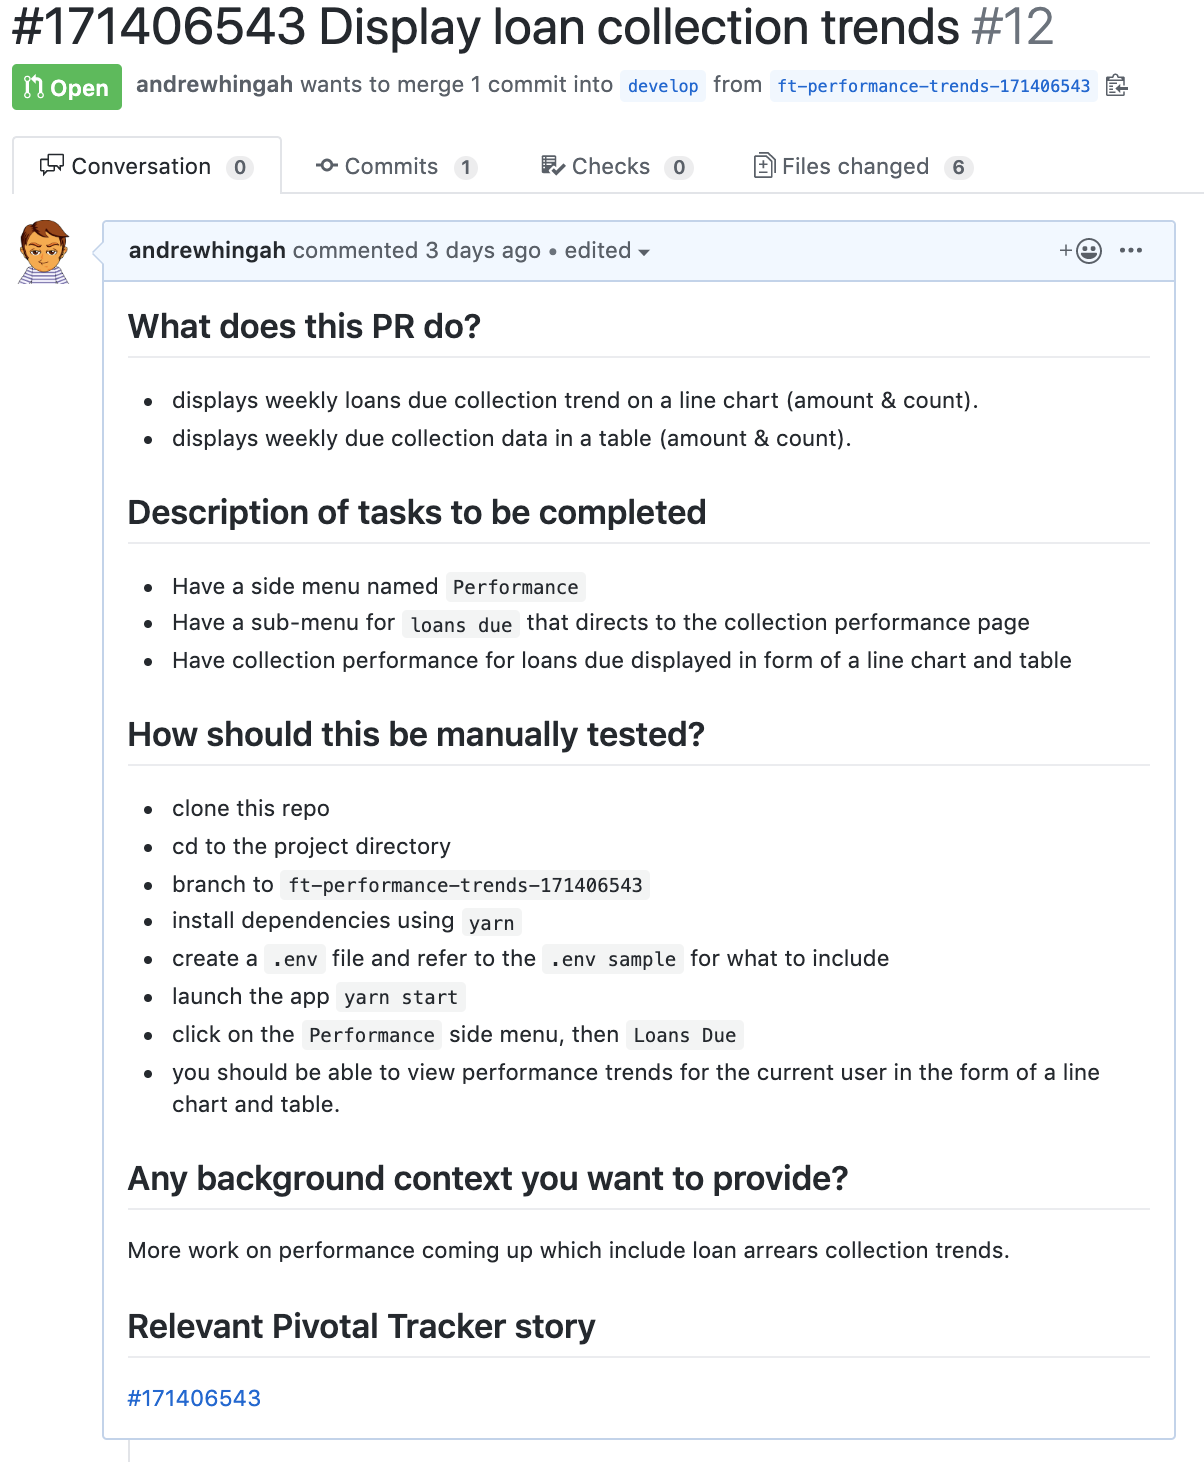 #171406543 Display loan collection trends #12
Open andrewhingah wants to merge 1 commit into develop from ft-performance-trends-171406543
Conversation 0 Commits 1 Checks 0 Files changed 6
andrewhingah commented 3 days ago • edited
What does this PR do?
• displays weekly loans due collection trend on a line chart (amount & count).
• displays weekly due collection data in a table (amount & count).
Description of tasks to be completed
• Have a side menu named Performance
• Have a sub-menu for loans due that directs to the collection performance page
• Have collection performance for loans due displayed in form of a line chart and table
How should this be manually tested?
• clone this repo
• cd to the project directory
• branch to ft-performance-trends-171406543
• install dependencies using yarn
• create a .env file and refer to the .env sample for what to include
• launch the app yarn start
• click on the Performance side menu, then Loans Due
• you should be able to view performance trends for the current user in the form of a line
chart and table.
Any background context you want to provide?
More work on performance coming up which include loan arrears collection trends.
Relevant Pivotal Tracker story
#171406543